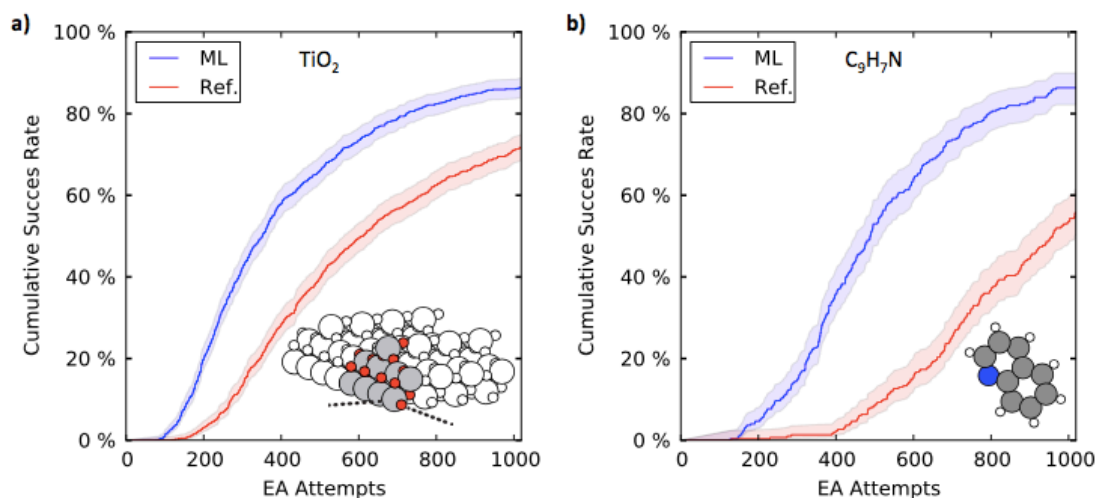 a)
100 %
80 %
60 %
40 %
20 %
0 %
Cumulative Succes Rate
ML
Ref.
TiO₂
0 200 400 600 800 1000
EA Attempts
b)
100 %
80 %
60 %
40 %
20 %
0 %
Cumulative Succes Rate
ML
Ref.
C₉H₇N
0 200 400 600 800 1000
EA Attempts